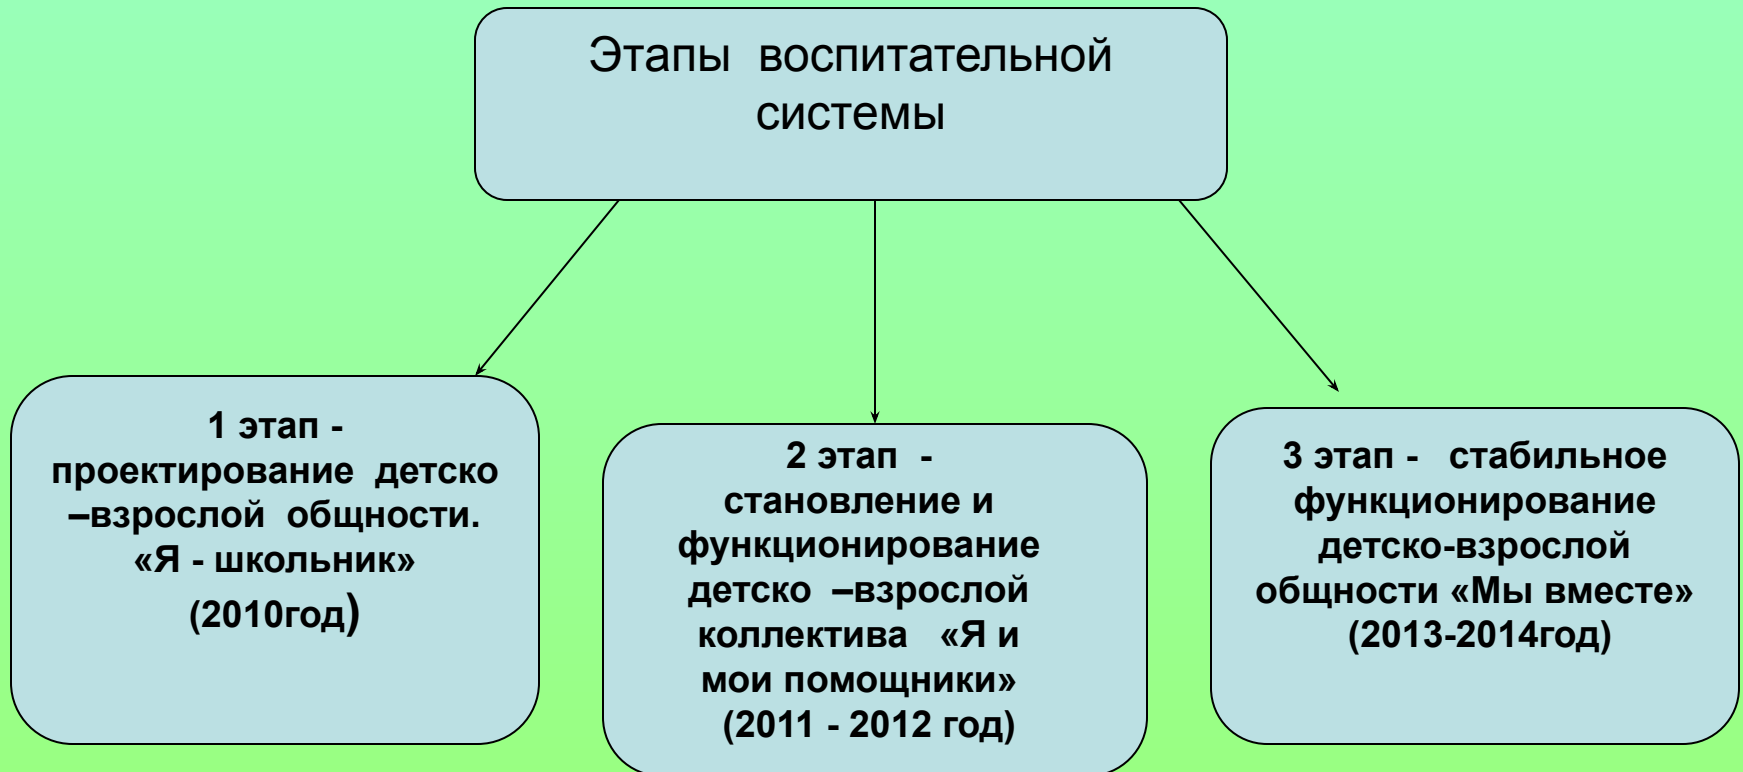 Этапы воспитательной
системы
1 этап -
проектирование детско
–взрослой общности.
«Я - школьник»
(2010год)
2 этап -
становление и
функционирование
детско –взрослой
коллектива «Я и
мои помощники»
(2011 - 2012 год)
3 этап - стабильное
функционирование
детско-взрослой
общности «Мы вместе»
(2013-2014год)